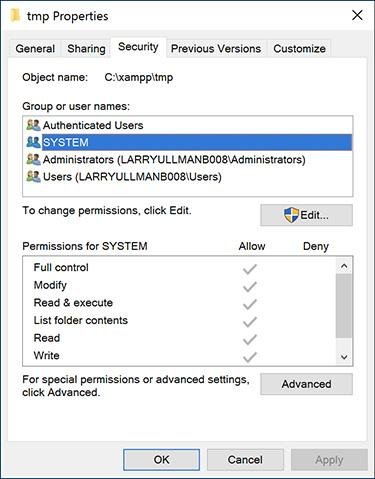 tmp Properties
General Sharing Security Previous Versions Customize
Object name: C:\xampp\tmp
Group or user names:
Authenticated Users
SYSTEM
Administrators (LARRYULLMANB008\Administrators)
Users (LARRYULLMANB008\Users)
To change permissions, click Edit.
Edit...
Permissions for SYSTEM Allow Deny
Full control
Modify
Read & execute
List folder contents
Read
Write
For special permissions or advanced settings,
click Advanced.
Advanced
OK Cancel Apply